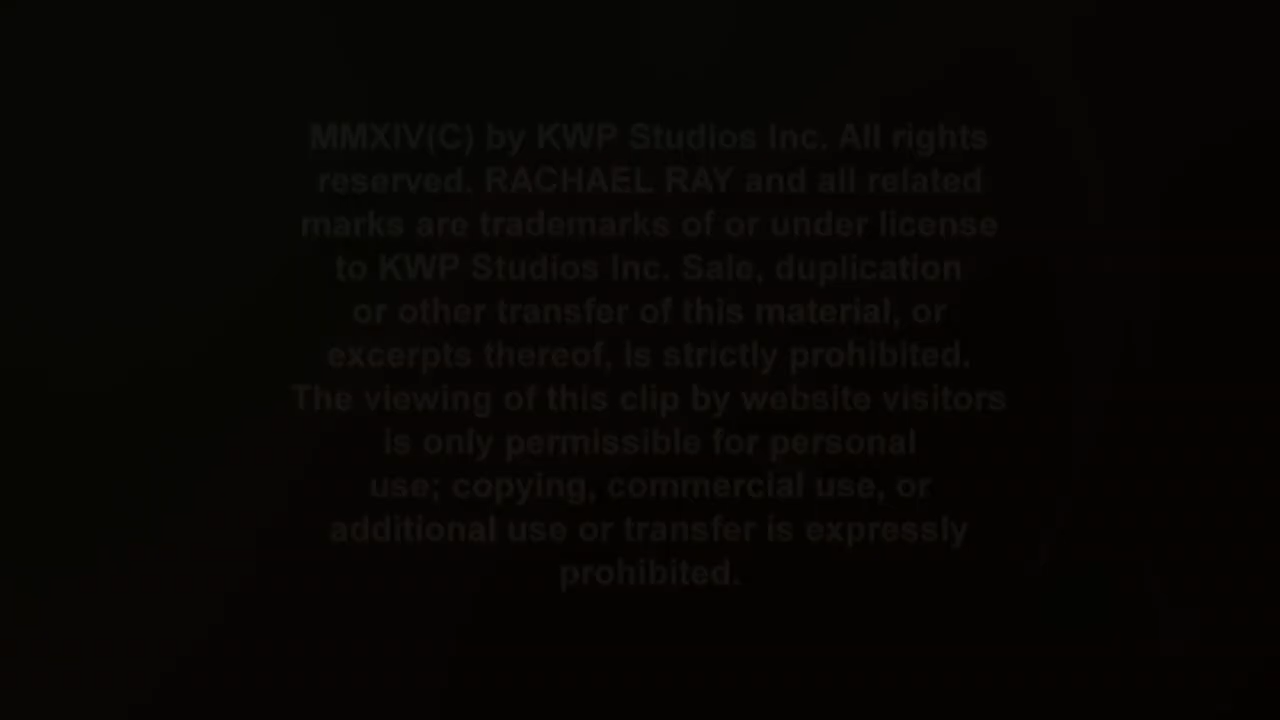 MMXIV(C) by KWP Studios Inc. All rights
reserved. RACHAEL RAY and all related
marks are trademarks of or under license
to KWP Studios Inc. Sale, duplication
or other transfer of this material, or
excerpts thereof, is strictly prohibited.
The viewing of this clip by website visitors
is only permissible for personal
use; copying, commercial use, or
additional use or transfer is expressly
prohibited.